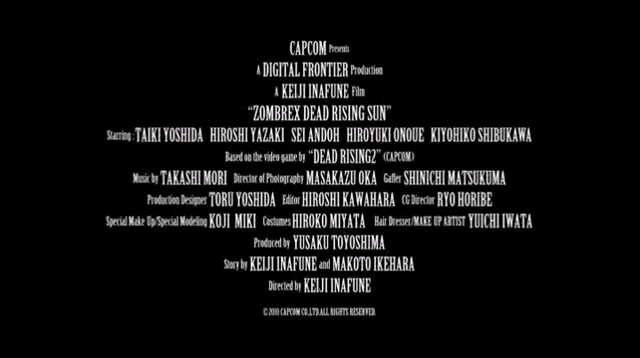 CAPCOM Presents
A DIGITAL FRONTIER Production
A KEIJI INAFUNE Film
"ZOMBREX DEAD RISING SUN"
Starring : TAIKI YOSHIDA HIROSHI YAZAKI SEI ANDOH HIROYUKI ONOUE KIYOHIKO SHIBUKAWA
Based on the video game by "DEAD RISING2" (CAPCOM)
Music by TAKASHI MORI Director of Photography MASAKAZU OKA Gaffer SHINICHI MATSUKUMA
Production Designer TORU YOSHIDA Editor HIROSHI KAWAHARA CG Director RYO HORIBE
Special Make Up/Special Modeling KOJI MIKI Costumes HIROKO MIYATA Hair Dresser/MAKE UP ARTIST YUICHI IWATA
Produced by YUSAKU TOYOSHIMA
Story by KEIJI INAFUNE and MAKOTO IKEHARA
Directed by KEIJI INAFUNE
© 2010 CAPCOM CO.,LTD ALL RIGHTS RESERVED.